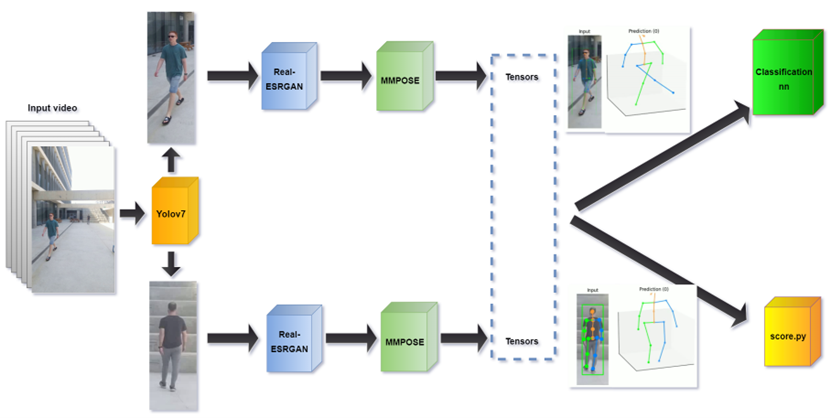 Input video
Yolov7
Real-
ESRGAN
MMPOSE
Tensors
Input
Prediction (0)
Classification
nn
Real-
ESRGAN
MMPOSE
Tensors
Input
Prediction (0)
score.py